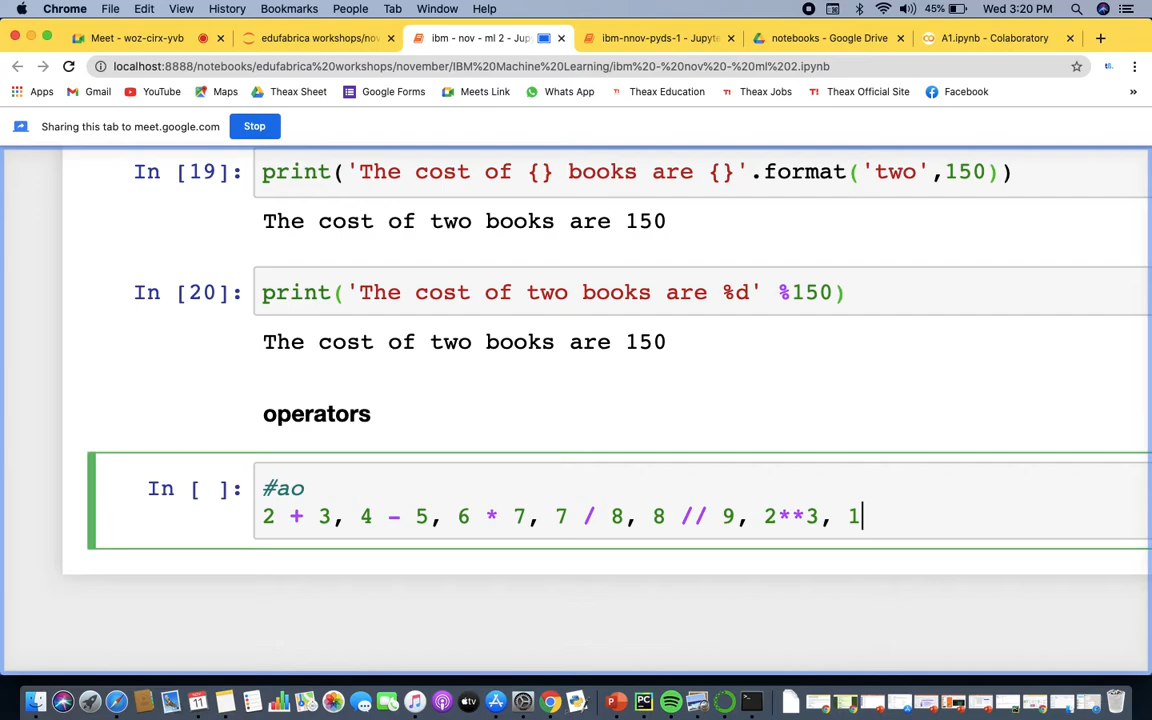 Chrome File Edit View History Bookmarks People Tab Window Help 45% Wed 3:20 PM
Meet - woz-cirx-yvb edufabrica workshops/nov ibm - nov - ml 2 - Jup ibm-nnov-pyds-1 - Jupyte notebooks - Google Drive A1.ipynb - Colaboratory
localhost:8888/notebooks/edufabrica%20workshops/november/IBM%20Machine%20Learning/ibm%20-%20nov%20-%20ml%202.ipynb
Apps Gmail YouTube Maps Theax Sheet Google Forms Meets Link Whats App Theax Education Theax Jobs Theax Official Site Facebook »
Sharing this tab to meet.google.com Stop
In [19]: print('The cost of {} books are {}'.format('two',150))
The cost of two books are 150
In [20]: print('The cost of two books are %d' %150)
The cost of two books are 150
operators
In [ ]: #ao
2 + 3, 4 - 5, 6 * 7, 7 / 8, 8 // 9, 2**3, 1